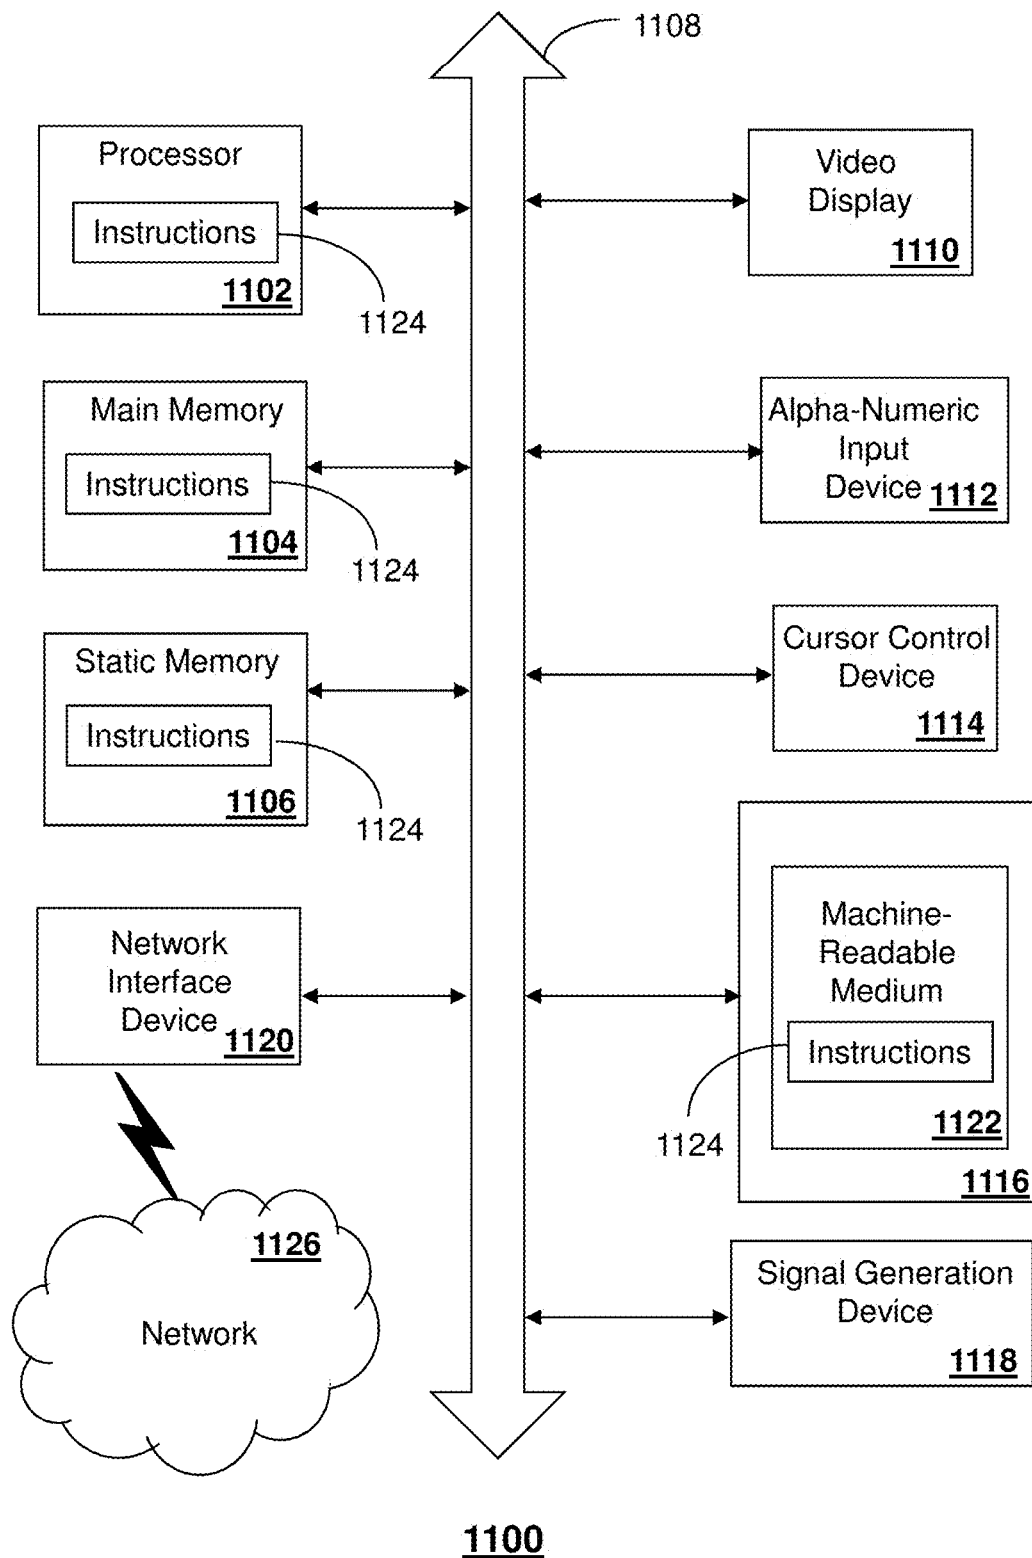 1108
Processor
Instructions
1102
1124
Main Memory
Instructions
1104
1124
Static Memory
Instructions
1106
1124
Network
Interface
Device
1120
1126
Network
Video
Display
1110
Alpha-Numeric
Input
Device
1112
Cursor Control
Device
1114
Machine-
Readable
Medium
Instructions
1124
1122
1116
Signal Generation
Device
1118
1100